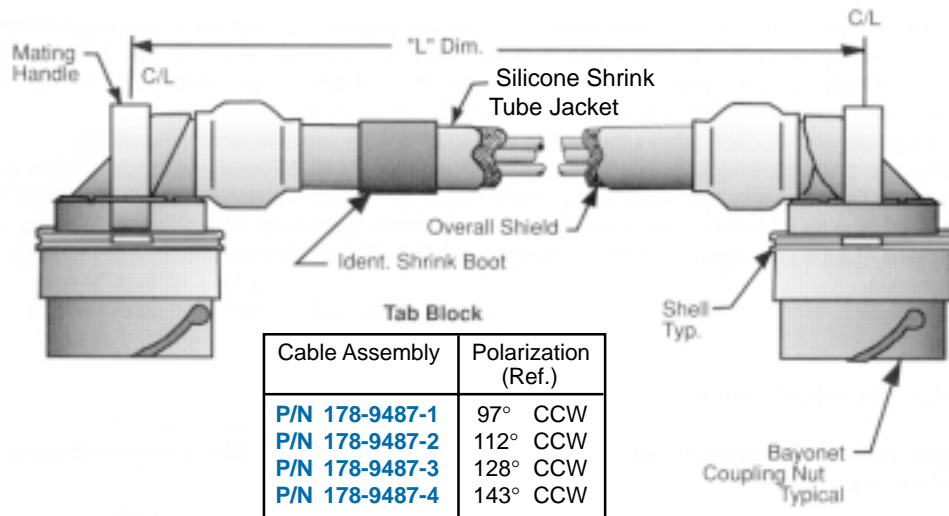 C/L
"L" Dim.
Mating
Handle
C/L
Silicone Shrink
Tube Jacket
Overall Shield
Ident. Shrink Boot
Shell
Typ.
Tab Block
Cable Assembly Polarization
(Ref.)
P/N 178-9487-1 97° CCW
P/N 178-9487-2 112° CCW
P/N 178-9487-3 128° CCW
P/N 178-9487-4 143° CCW
Bayonet
Coupling Nut
Typical